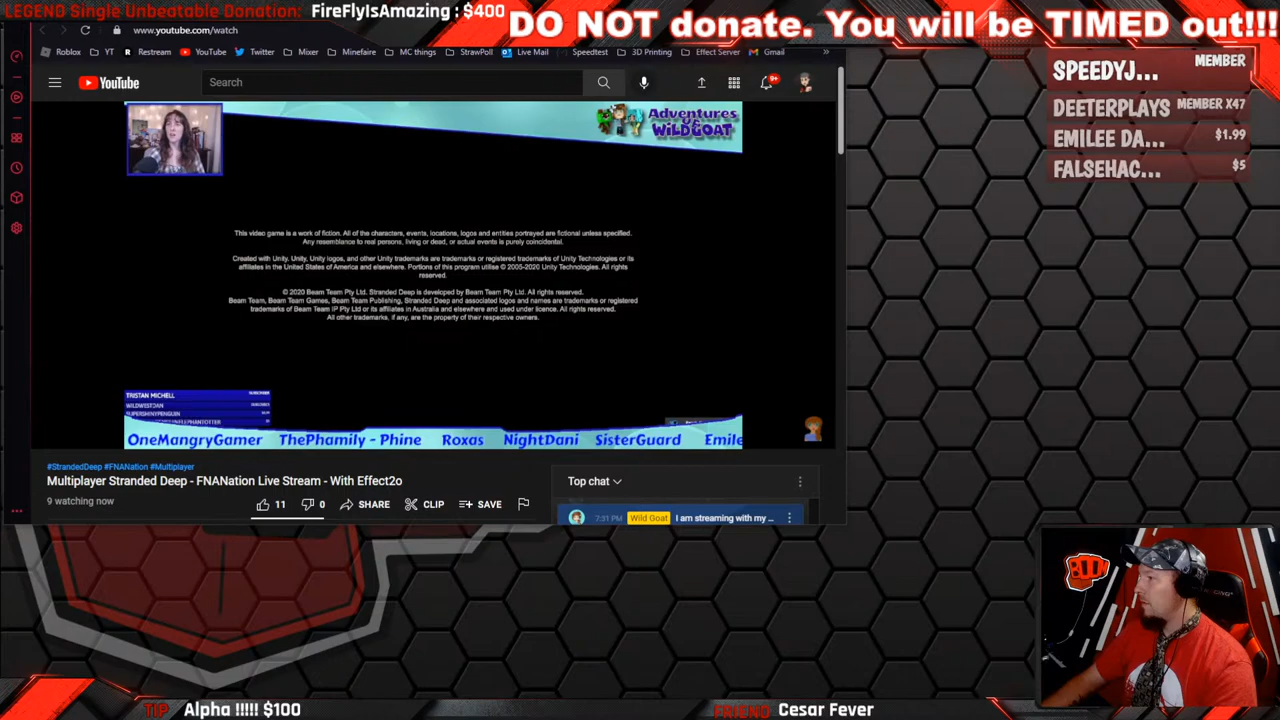 LEGEND Single Unbeatable Donation: FireFlyIsAmazing : $400
DO NOT donate. You will be TIMED out!!!
www.youtube.com/watch
Roblox YT Restream YouTube Twitter Mixer Minefaire MC things StrawPoll Live Mail Speedtest 3D Printing Effect Server Gmail »
SPEEDYJ... MEMBER
DEETERPLAYS MEMBER X47
EMILEE DA... $1.99
FALSEHAC... $5
YouTube
Search
9+
Adventures
WILDGOAT
This video game is a work of fiction. All of the characters, events, locations, logos and entities portrayed are fictional unless specified.
Any resemblance to real persons, living or dead, or actual events is purely coincidental.
Created with Unity. Unity, Unity logos, and other Unity trademarks are trademarks or registered trademarks of Unity Technologies or its
affiliates in the United States of America and elsewhere. Portions of this program utilise © 2005-2020 Unity Technologies. All rights
reserved.
© 2020 Beam Team Pty Ltd. Stranded Deep is developed by Beam Team Pty Ltd. All rights reserved.
Beam Team, Beam Team Games, Beam Team Publishing, Stranded Deep and associated logos and names are trademarks or registered
trademarks of Beam Team IP Pty Ltd or its affiliates in Australia and elsewhere and used under licence. All rights reserved.
All other trademarks, if any, are the property of their respective owners.
TRISTAN MICHELL
WILDWESTDAN
SUPERSHINYPENGUIN
OneMangryGamer ThePhamily - Phine Roxas NightDani SisterGuard Emile
#StrandedDeep #FNANation #Multiplayer
Multiplayer Stranded Deep - FNANation Live Stream - With Effect2o
9 watching now
11 0 SHARE CLIP SAVE
Top chat
7:31 PM Wild Goat I am streaming with my ...
BOOM
TIP Alpha !!!!! $100
FRIEND Cesar Fever